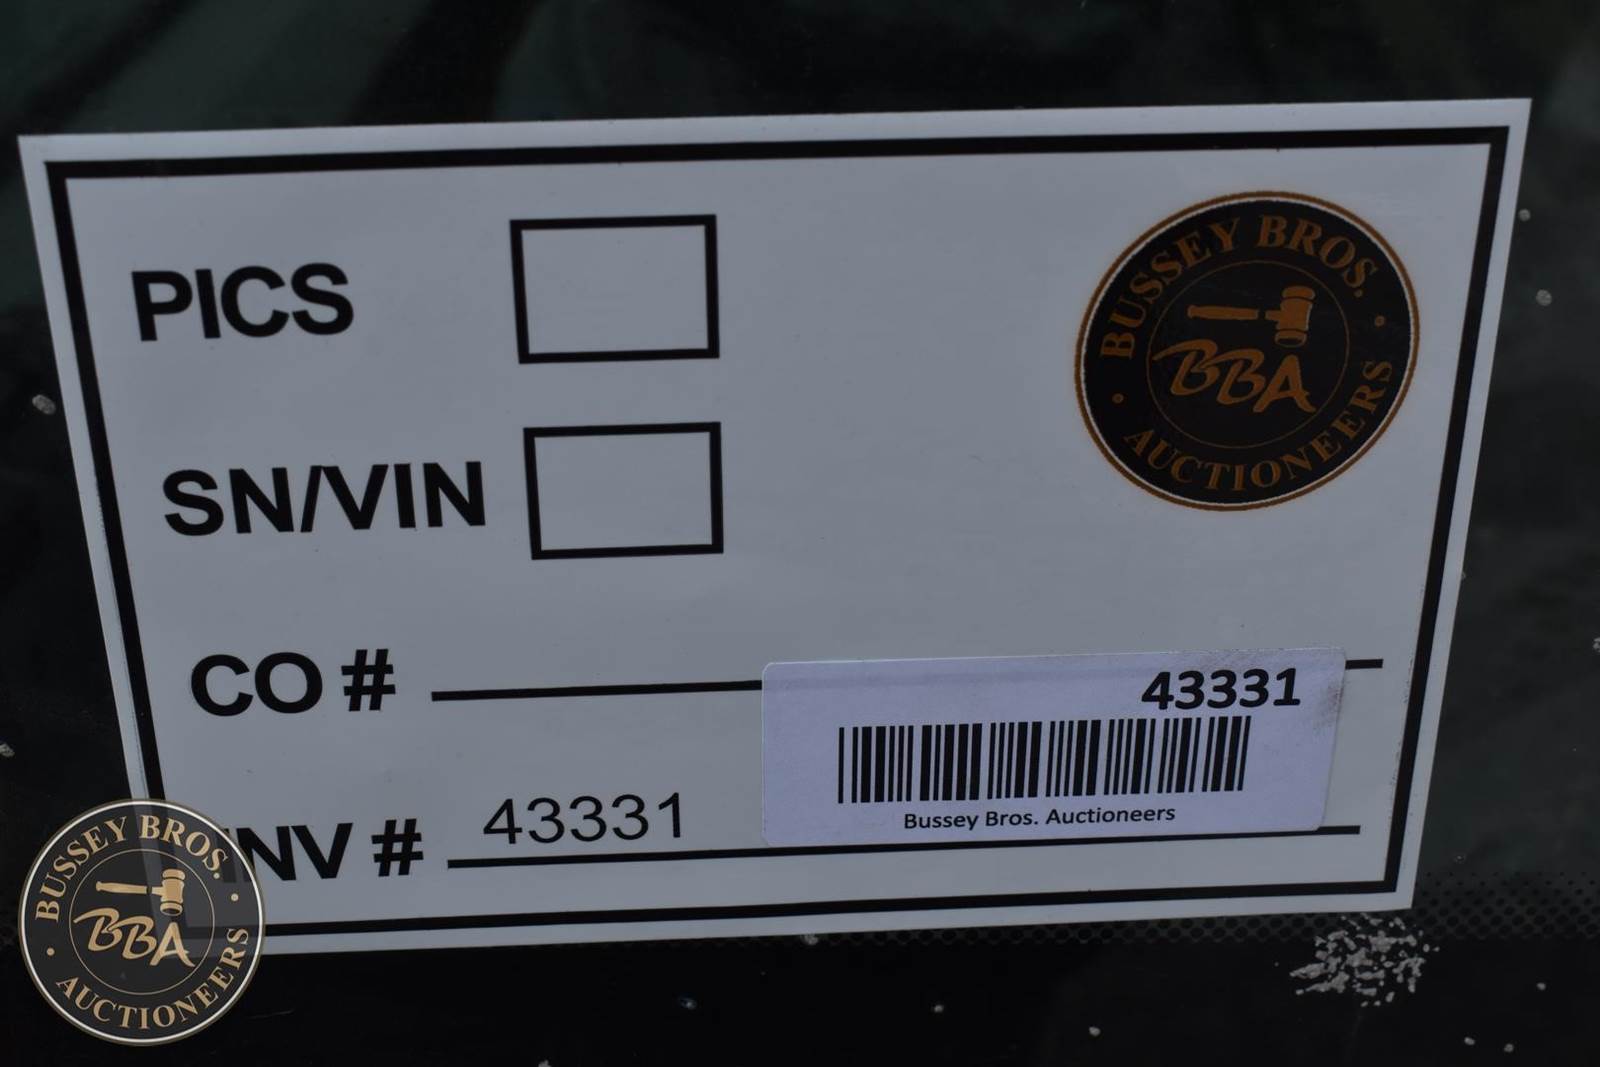 PICS
BUSSEY BROS.
BBA
AUCTIONEERS
SN/VIN
CO #
43331
Bussey Bros. Auctioneers
INV # 43331
BUSSEY BROS.
BBA
AUCTIONEERS